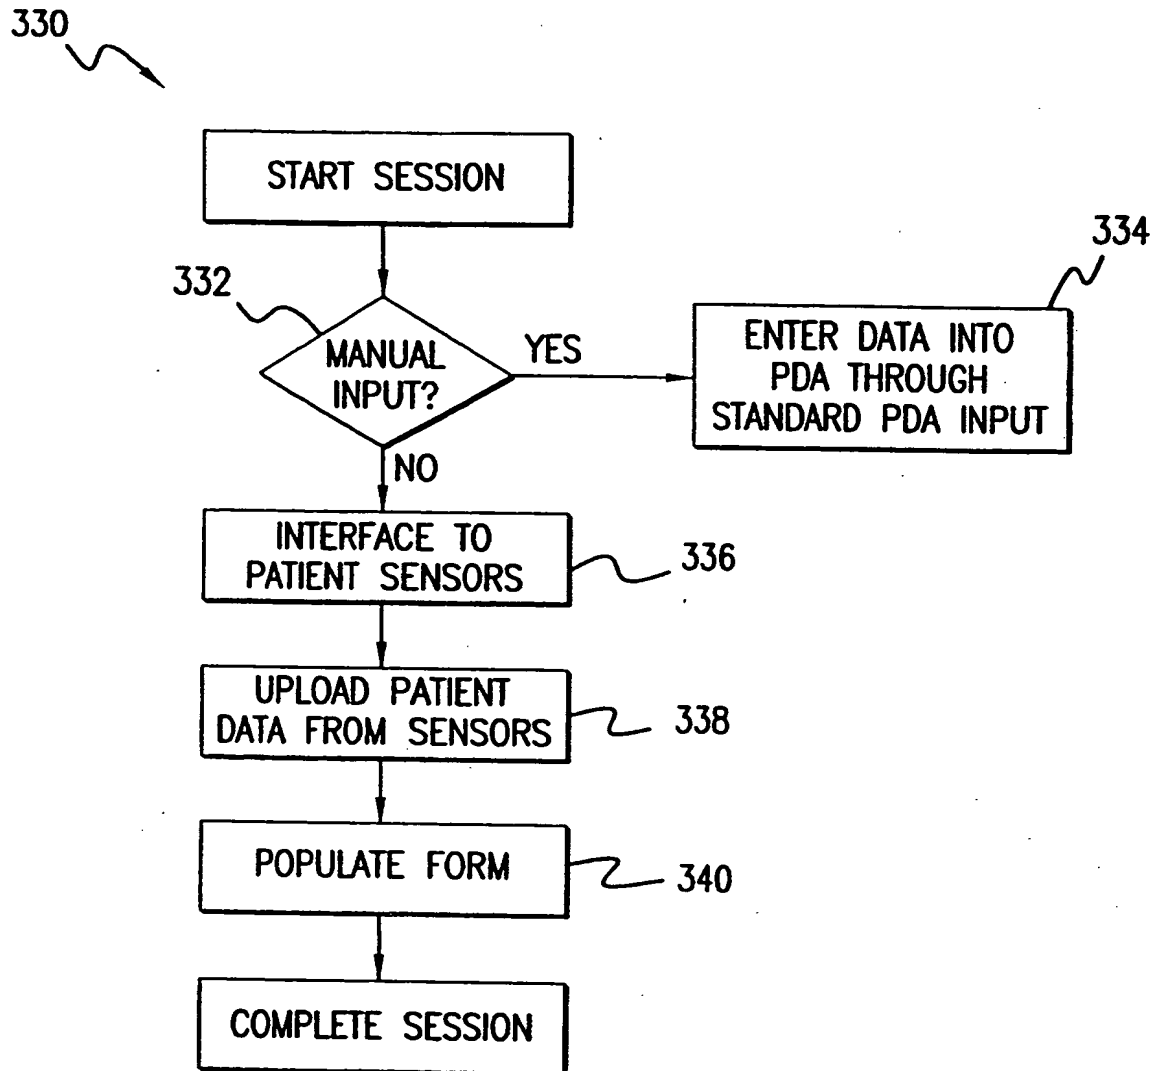 330
START SESSION
334
332
MANUAL
INPUT?
YES
ENTER DATA INTO
PDA THROUGH
STANDARD PDA INPUT
NO
INTERFACE TO
PATIENT SENSORS
336
UPLOAD PATIENT
DATA FROM SENSORS
338
POPULATE FORM
340
COMPLETE SESSION